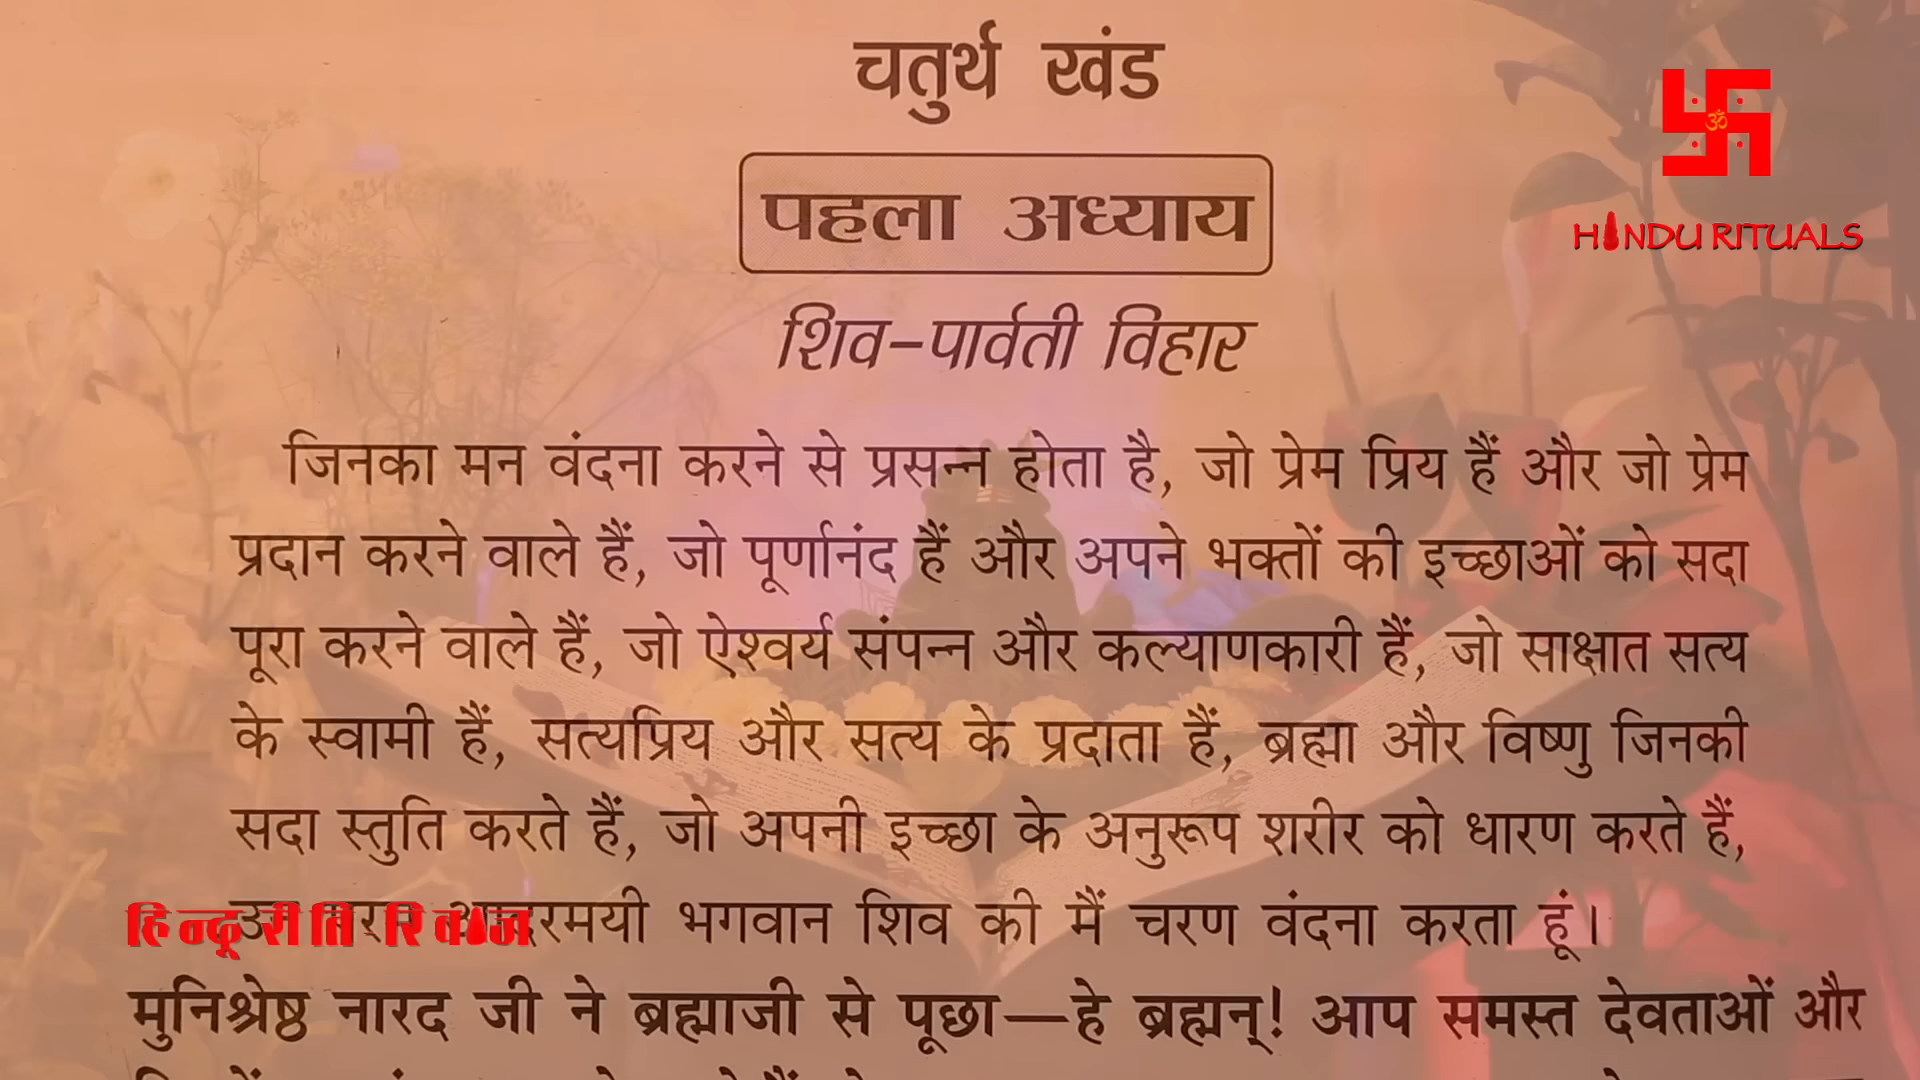 चतुर्थ खंड
पहला अध्याय
ॐ
HINDU RITUALS
शिव-पार्वती विहार
जिनका मन वंदना करने से प्रसन्न होता है, जो प्रेम प्रिय हैं और जो प्रेम
प्रदान करने वाले हैं, जो पूर्णानंद हैं और अपने भक्तों की इच्छाओं को सदा
पूरा करने वाले हैं, जो ऐश्वर्य संपन्न और कल्याणकारी हैं, जो साक्षात सत्य
के स्वामी हैं, सत्यप्रिय और सत्य के प्रदाता हैं, ब्रह्मा और विष्णु जिनकी
सदा स्तुति करते हैं, जो अपनी इच्छा के अनुरूप शरीर को धारण करते हैं,
भगवान शिव की मैं चरण वंदना करता हूं।
हिन्दू रीति रिवाज
मुनिश्रेष्ठ नारद जी ने ब्रह्माजी से पूछा—हे ब्रह्मन्! आप समस्त देवताओं और